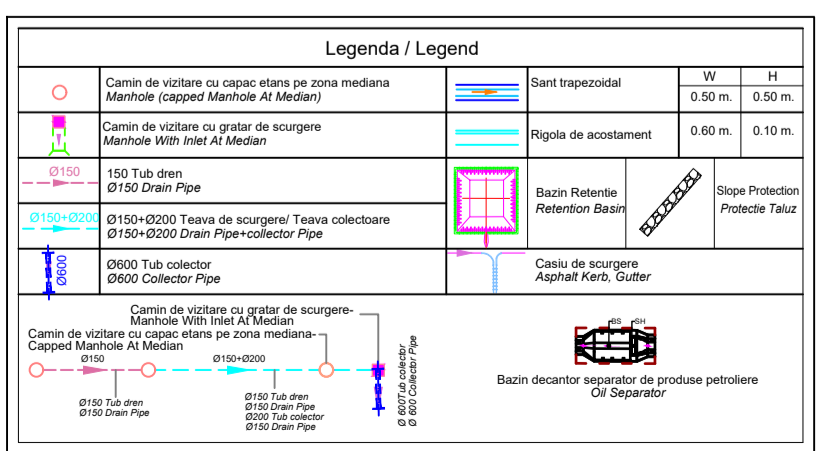 Legenda / Legend
Camin de vizitare cu capac etans pe zona mediana
Manhole (capped Manhole At Median)
Sant trapezoidal
W
H
0.50 m.
0.50 m.
Camin de vizitare cu gratar de scurgere
Manhole With Inlet At Median
Rigola de acostament
0.60 m.
0.10 m.
Ø150
150 Tub dren
Ø150 Drain Pipe
Bazin Retentie
Retention Basin
Slope Protection
Protectie Taluz
Ø150+Ø200
Ø150+Ø200 Teava de scurgere/ Teava colectoare
Ø150+Ø200 Drain Pipe+collector Pipe
Ø600
Ø600 Tub colector
Ø600 Collector Pipe
Casiu de scurgere
Asphalt Kerb, Gutter
Camin de vizitare cu gratar de scurgere-
Manhole With Inlet At Median
Camin de vizitare cu capac etans pe zona mediana-
Capped Manhole At Median
Ø150
Ø150+Ø200
Ø150 Tub dren
Ø150 Drain Pipe
Ø150 Tub dren
Ø150 Drain Pipe
Ø200 Tub colector
Ø150 Drain Pipe
Ø 600Tub colector
Ø 600 Collector Pipe
BS
SH
Bazin decantor separator de produse petroliere
Oil Separator